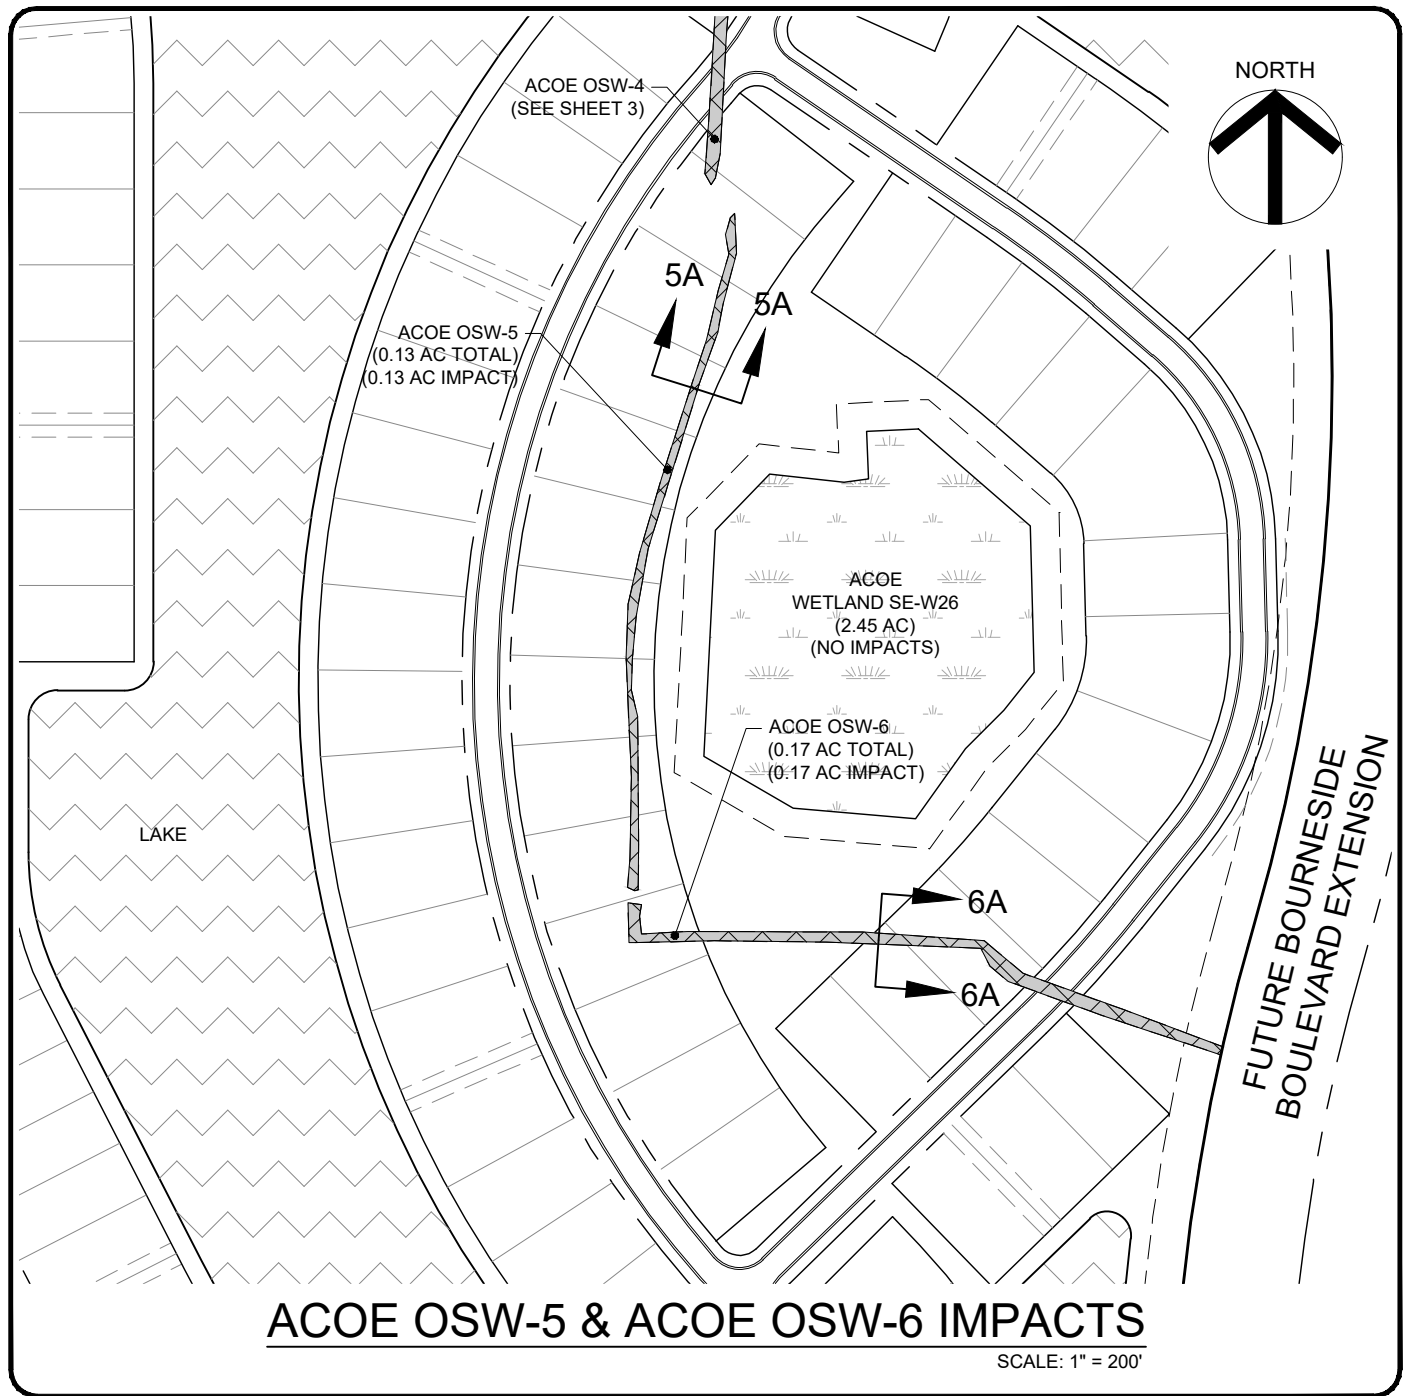 NORTH
ACOE OSW-4
(SEE SHEET 3)
5A
5A
ACOE OSW-5
(0.13 AC TOTAL)
(0.13 AC IMPACT)
ACOE
WETLAND SE-W26
(2.45 AC)
(NO IMPACTS)
ACOE OSW-6
(0.17 AC TOTAL)
(0.17 AC IMPACT)
LAKE
6A
6A
FUTURE BOURNESIDE
BOULEVARD EXTENSION
ACOE OSW-5 & ACOE OSW-6 IMPACTS
SCALE: 1" = 200'